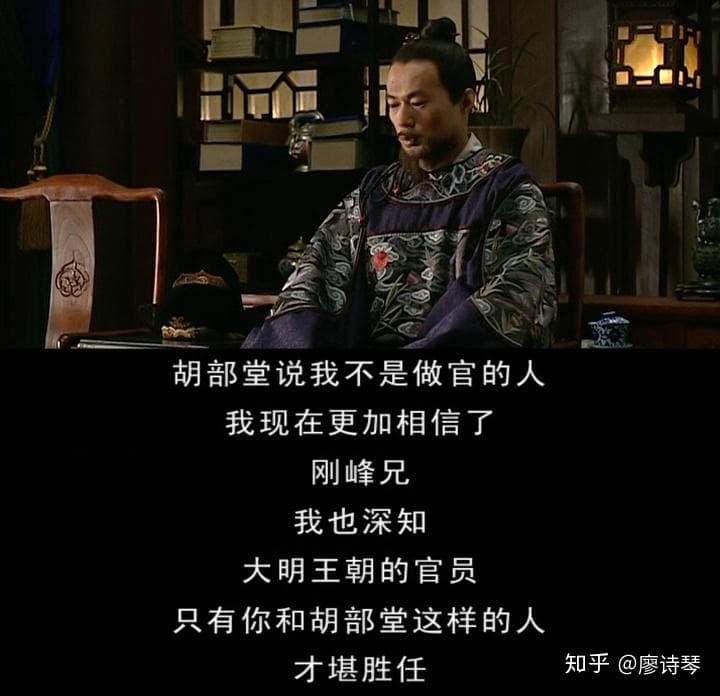 胡部堂说我不是做官的人
我现在更加相信了
刚峰兄
我也深知
大明王朝的官员
只有你和胡部堂这样的人
才堪胜任
知乎 @廖诗琴